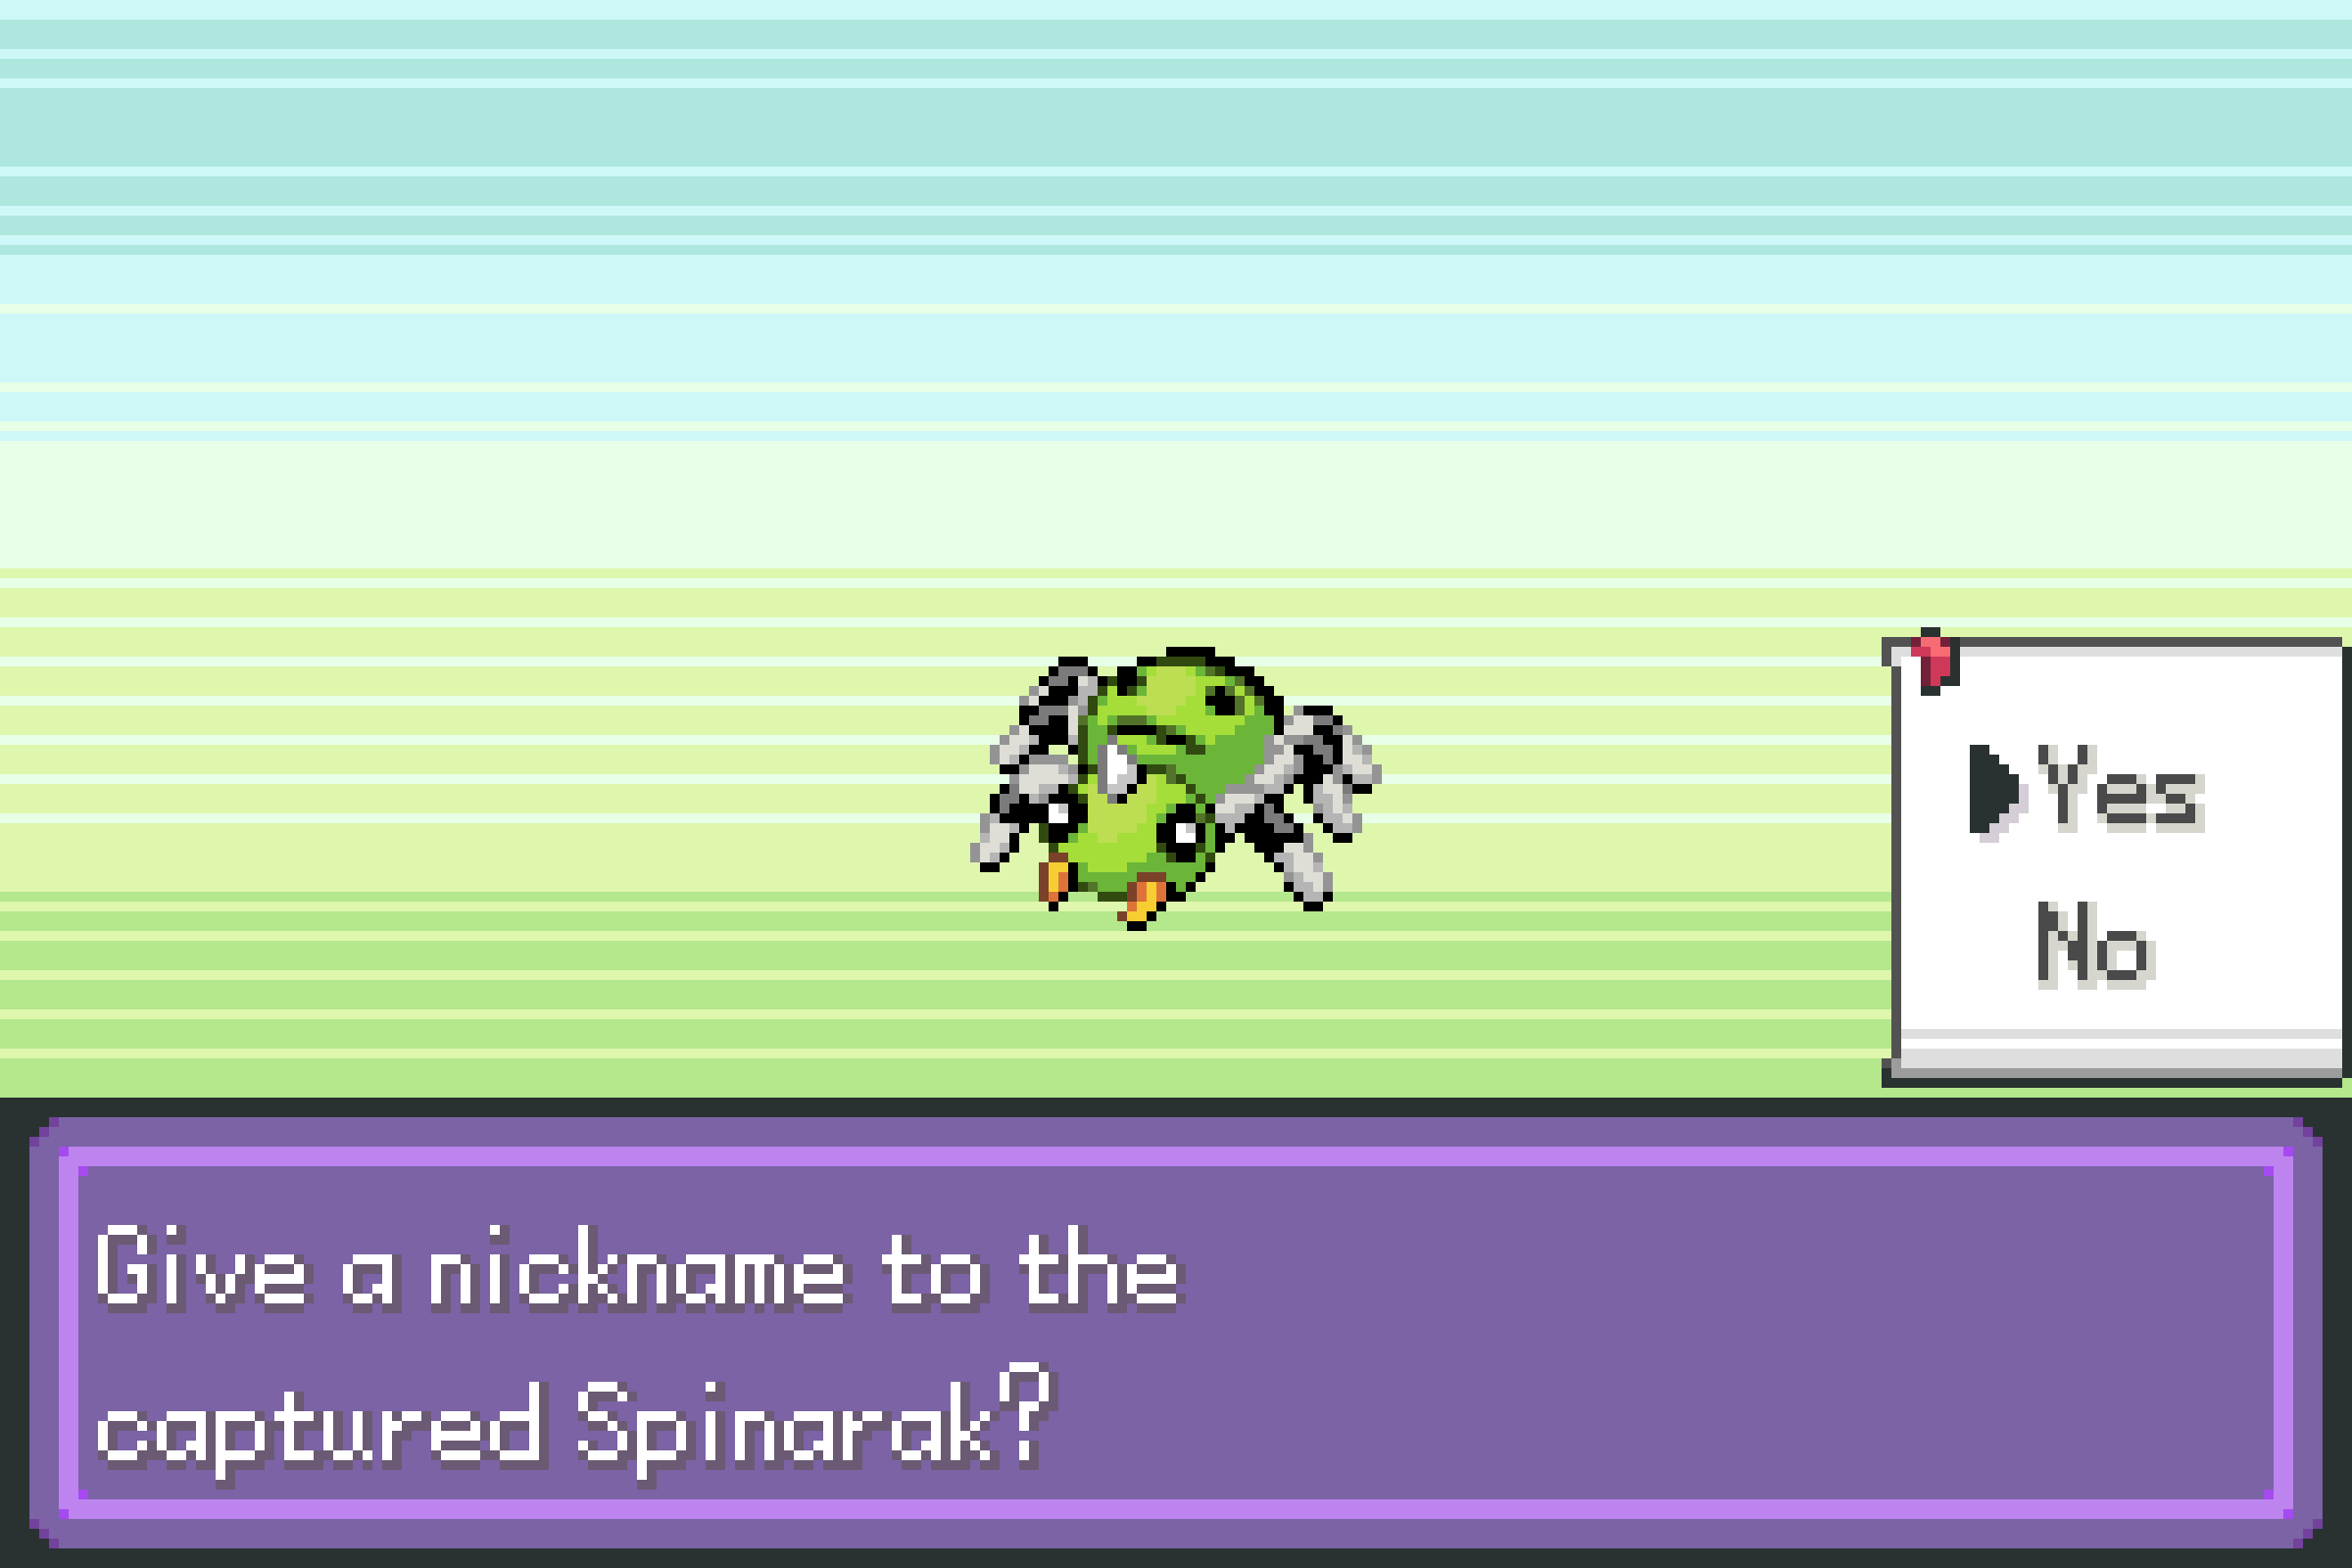 Yes
No
Give a nickname to the
captured Spinarak?